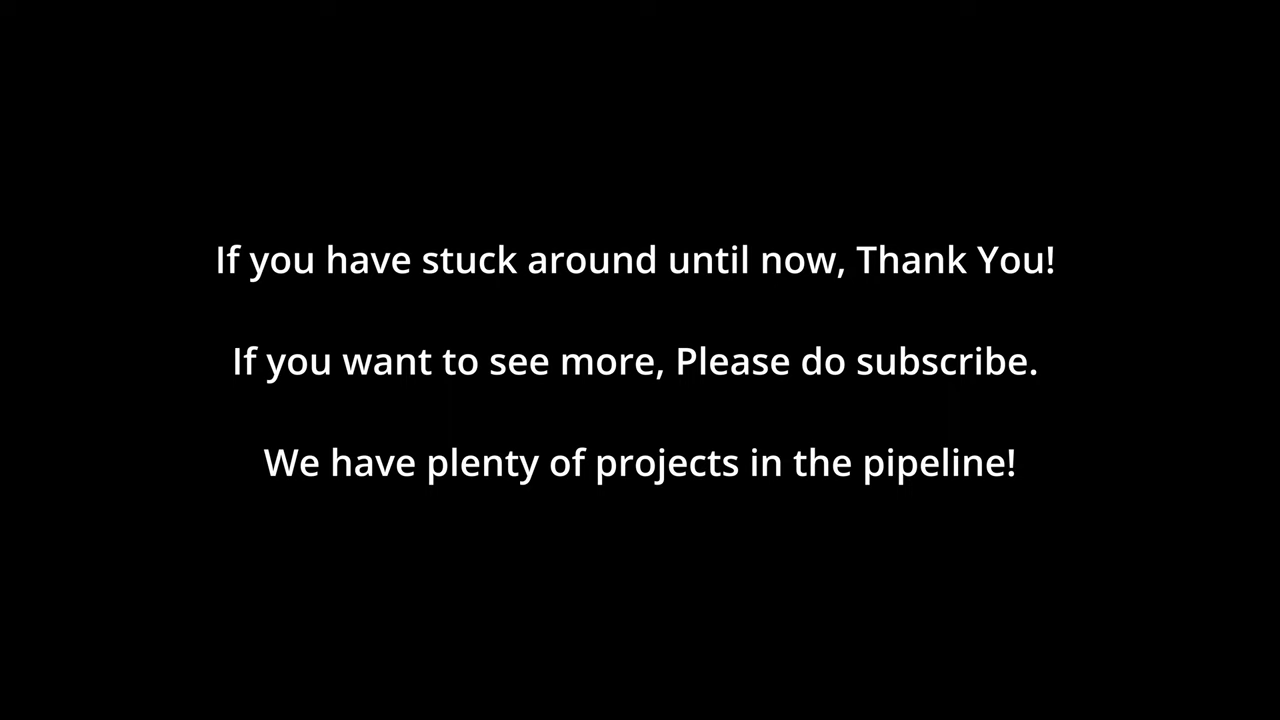 If you have stuck around until now, Thank You!
If you want to see more, Please do subscribe.
We have plenty of projects in the pipeline!